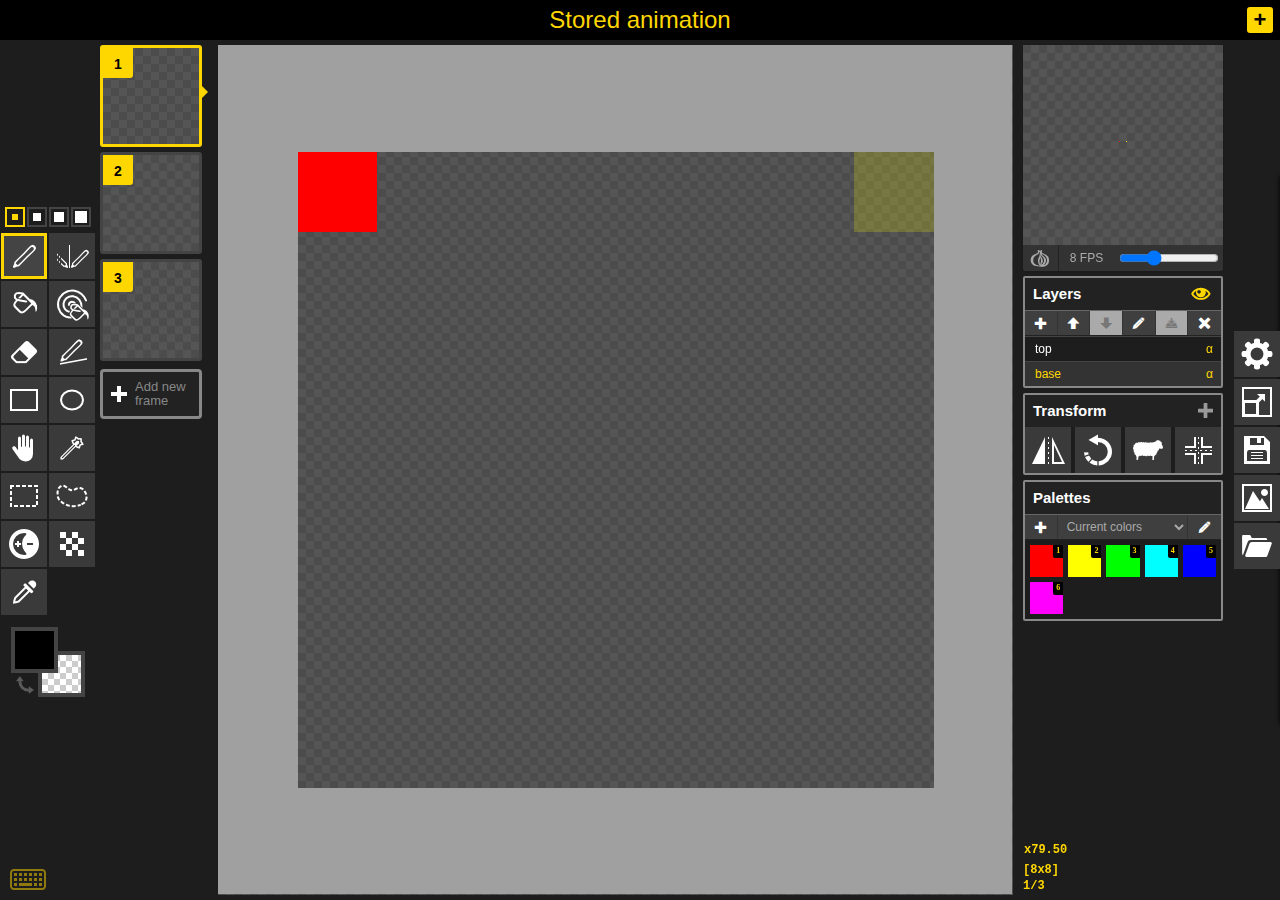 Stored animation
+
1
2
3
Add new
frame
8 FPS
Layers
top α
base α
Transform
Palettes
Current colors
1 2 3 4 5
6
x79.50
[8x8]
1/3